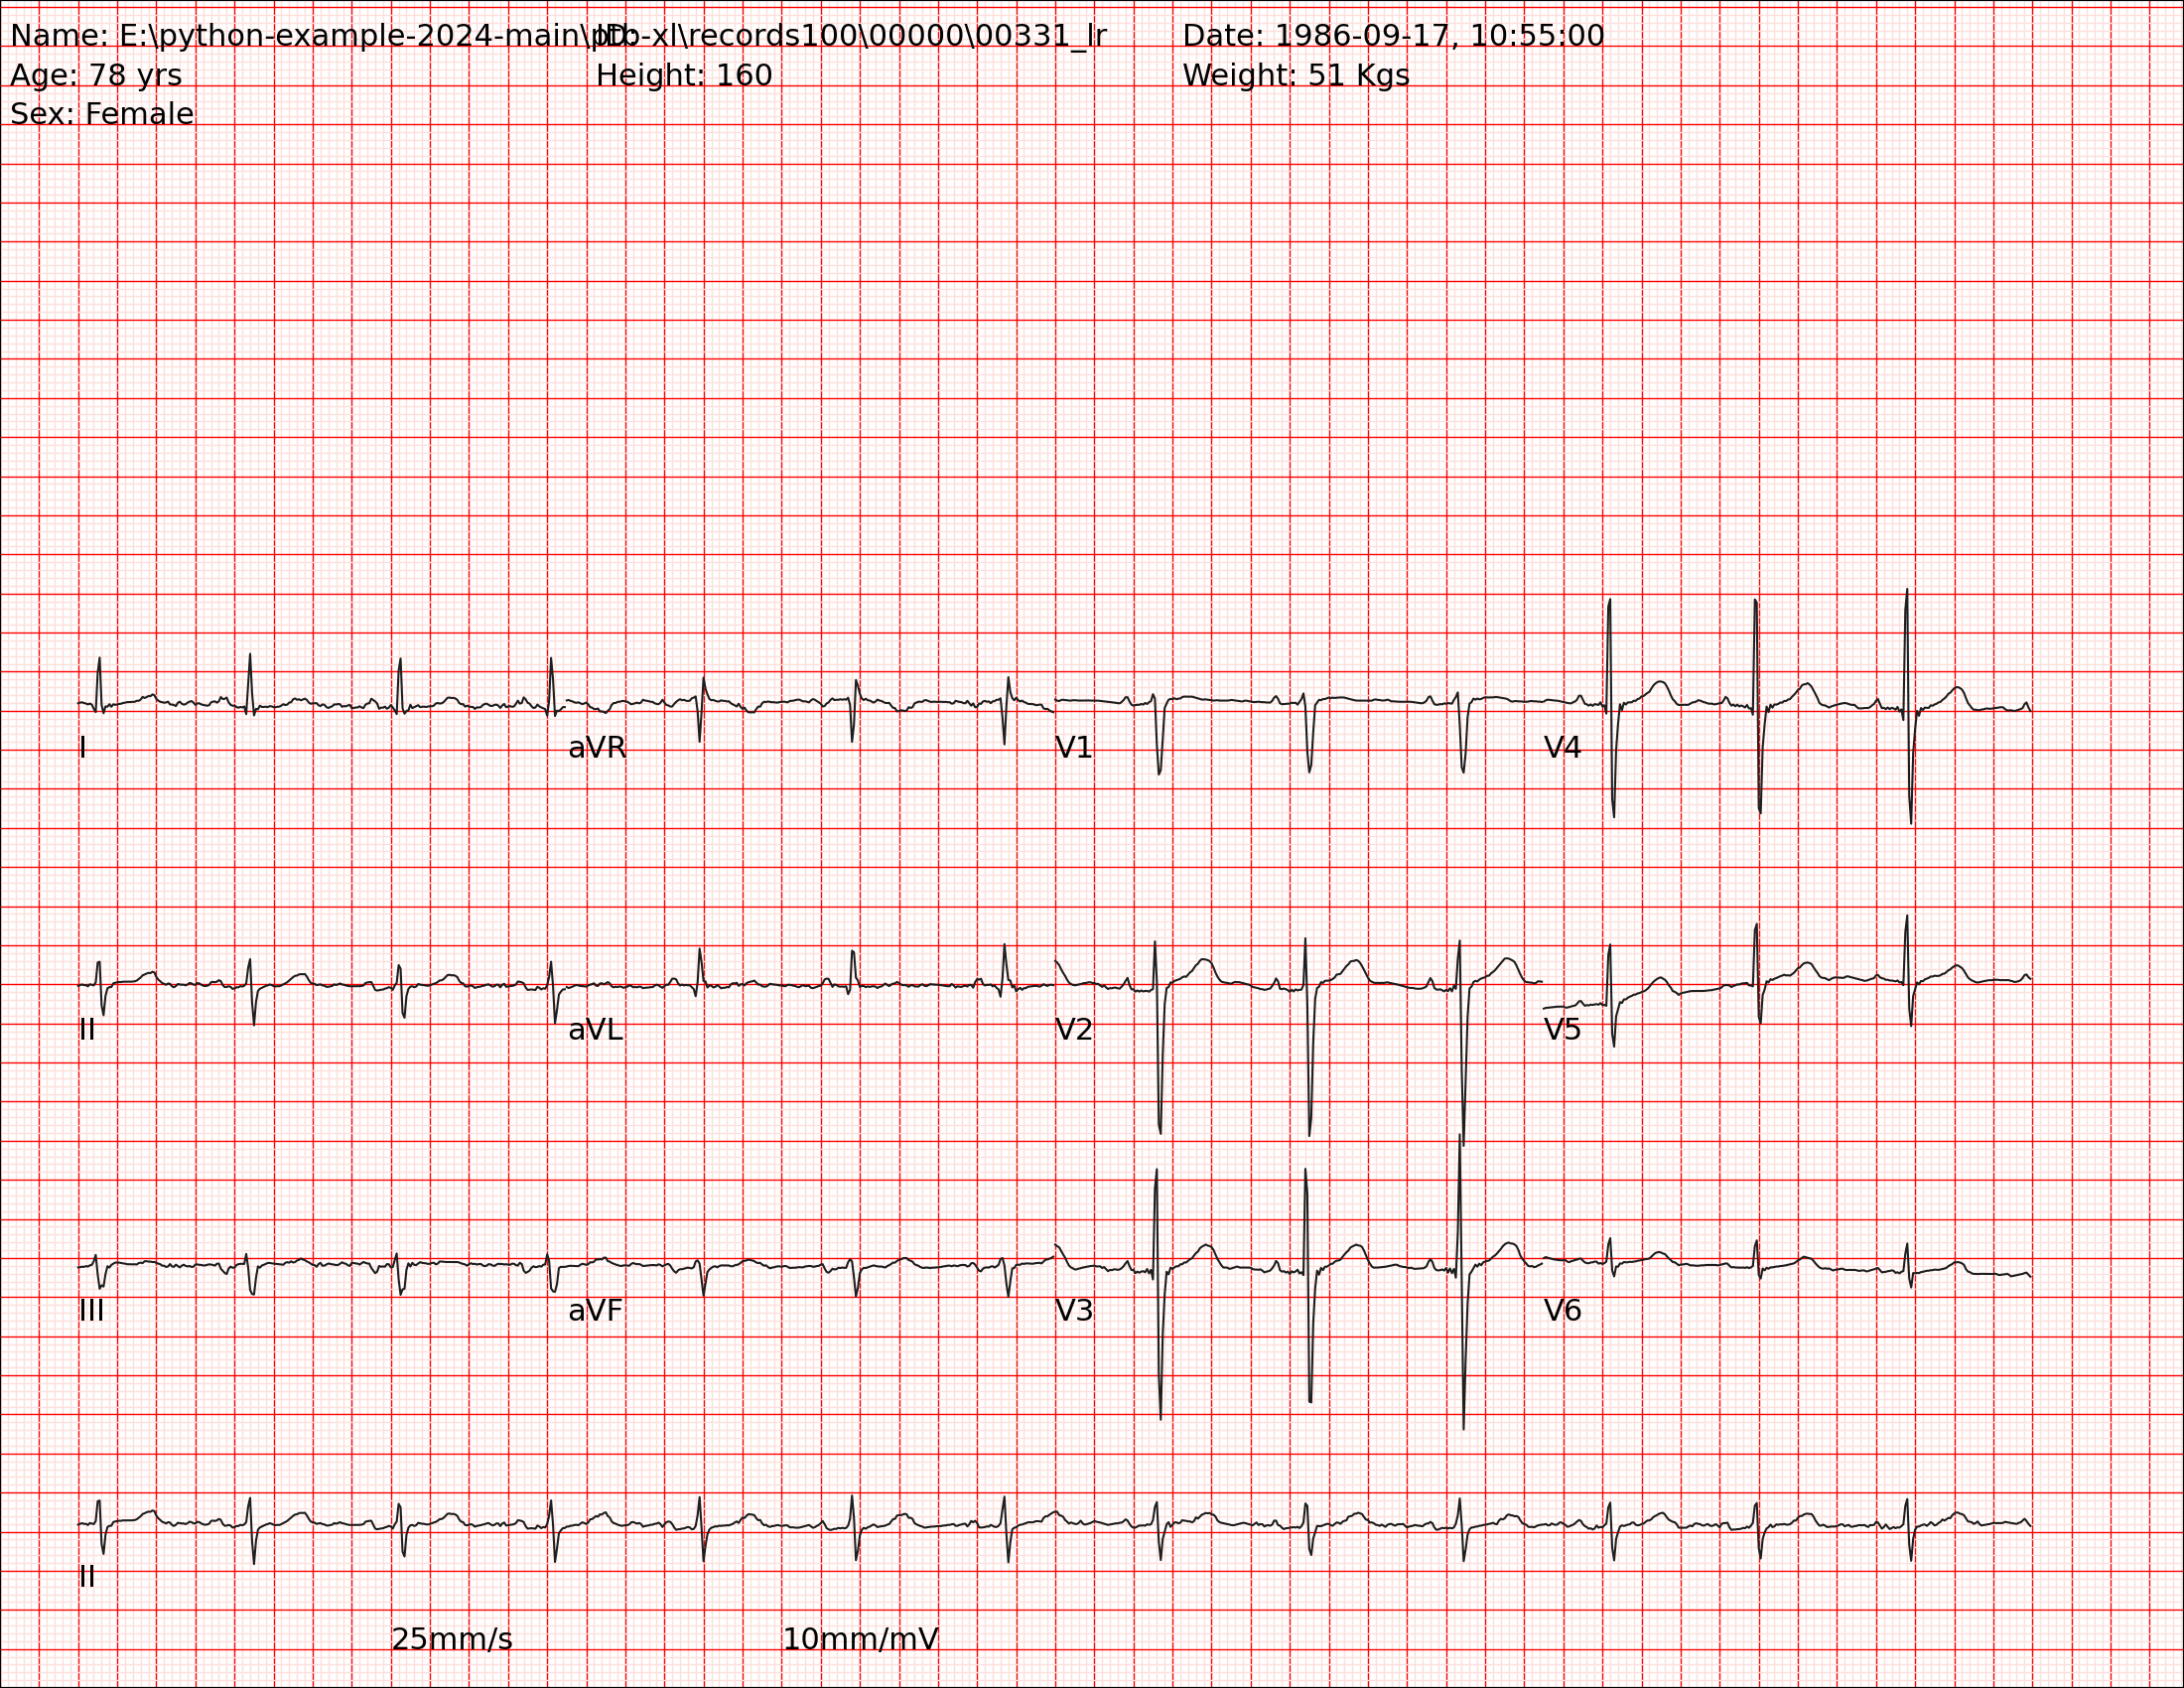 Name: E:\python-example-2024-main\ptb-xl\records100\00000\00331_lr ID: Date: 1986-09-17, 10:55:00
Age: 78 yrs Height: 160 Weight: 51 Kgs
Sex: Female
I aVR V1 V4
II aVL V2 V5
III aVF V3 V6
II
25mm/s 10mm/mV